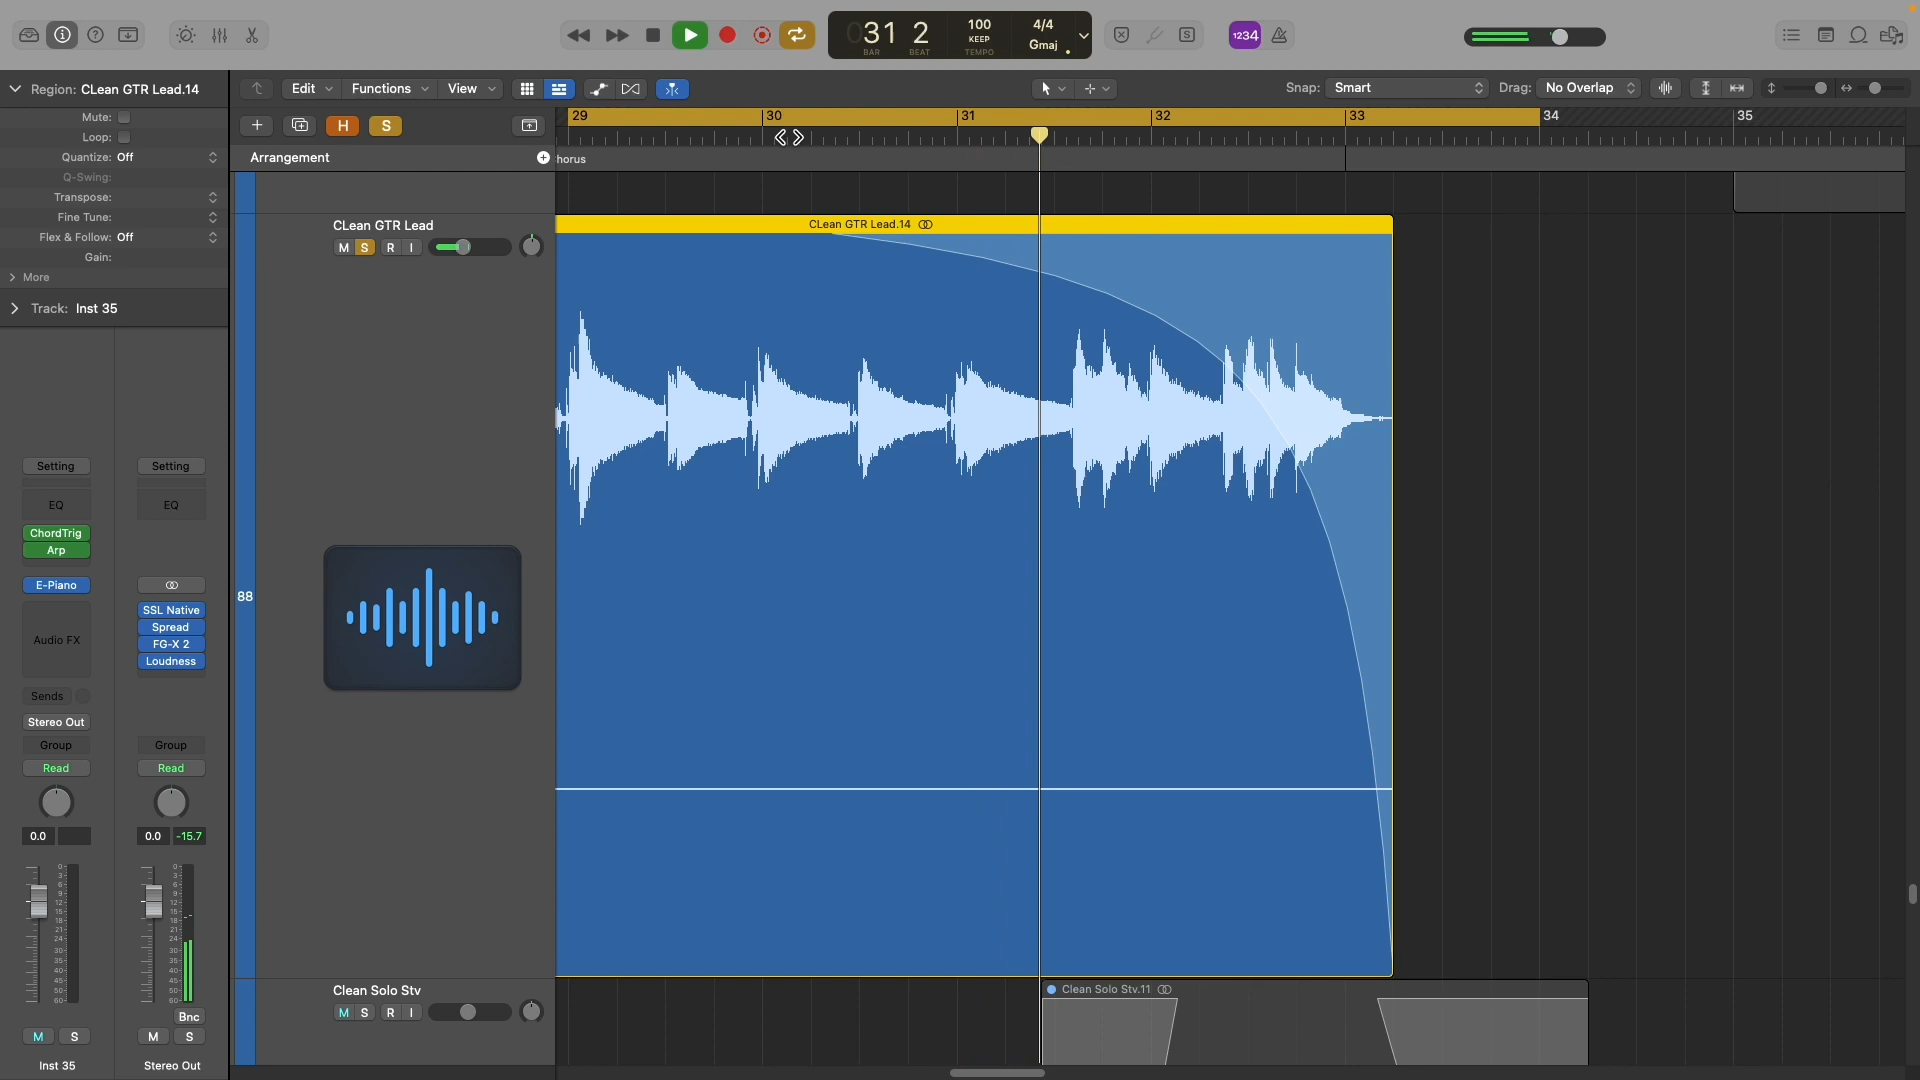 1234
31 2
BAR BEAT
100
KEEP
TEMPO
4/4
Gmaj
Region: CLean GTR Lead.14
Mute:
Loop:
Quantize: Off
Q-Swing:
Transpose:
Fine Tune:
Flex & Follow: Off
Gain:
More
Track: Inst 35
Edit
Functions
View
Snap: Smart
Drag: No Overlap
H
S
29
30
31
32
33
34
35
Arrangement
horus
CLean GTR Lead
M S R I
CLean GTR Lead.14
88
Setting
Setting
EQ
EQ
ChordTrig
Arp
E-Piano
SSL Native
Spread
FG-X 2
Loudness
Audio FX
Sends
Stereo Out
Group
Group
Read
Read
0.0
0.0 -15.7
Bnc
M S
M S
Inst 35
Stereo Out
Clean Solo Stv
M S R I
Clean Solo Stv.11